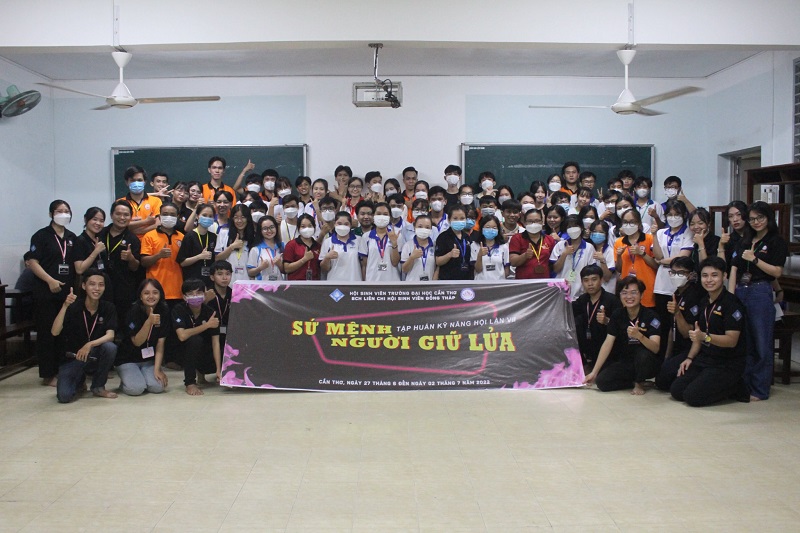 HỘI SINH VIÊN TRƯỜNG ĐẠI HỌC CẦN THƠ
BCH LIÊN CHI HỘI SINH VIÊN ĐỒNG THÁP
TẬP HUẤN KỸ NĂNG HỘI LẦN VII
SỨ MỆNH
NGƯỜI GIỮ LỬA
CẦN THƠ, NGÀY 27 THÁNG 6 ĐẾN NGÀY 02 THÁNG 7 NĂM 2022